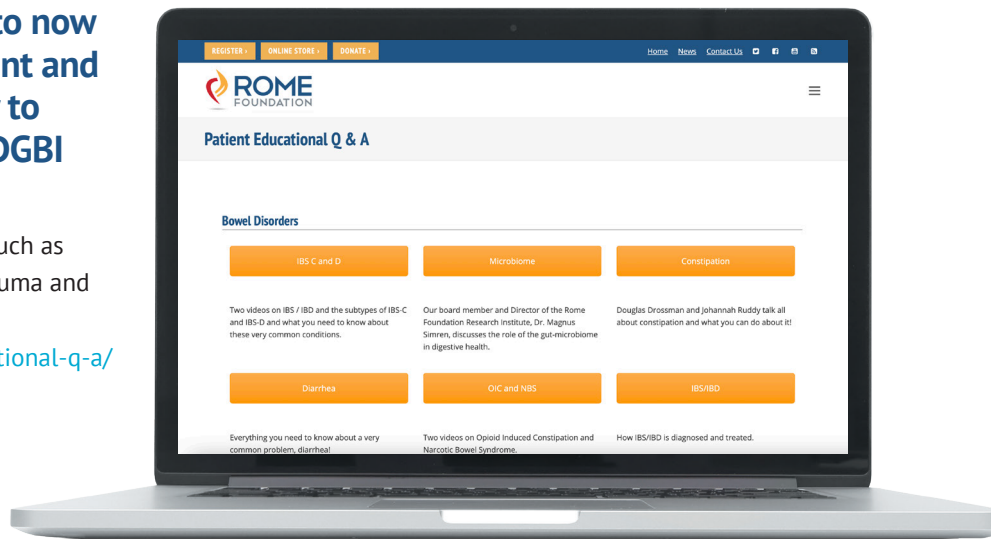 to now
nt and
to
DGBI
uch as
uma and
tional-q-a/
REGISTER › ONLINE STORE › DONATE ›
Home News Contact Us
ROME
FOUNDATION
Patient Educational Q & A
Bowel Disorders
IBS C and D
Microbiome
Constipation
Two videos on IBS / IBD and the subtypes of IBS-C
and IBS-D and what you need to know about
these very common conditions.
Our board member and Director of the Rome
Foundation Research Institute, Dr. Magnus
Simren, discusses the role of the gut-microbiome
in digestive health.
Douglas Drossman and Johannah Ruddy talk all
about constipation and what you can do about it!
Diarrhea
OIC and NBS
IBS/IBD
Everything you need to know about a very
common problem, diarrhea!
Two videos on Opioid Induced Constipation and
Narcotic Bowel Syndrome.
How IBS/IBD is diagnosed and treated.